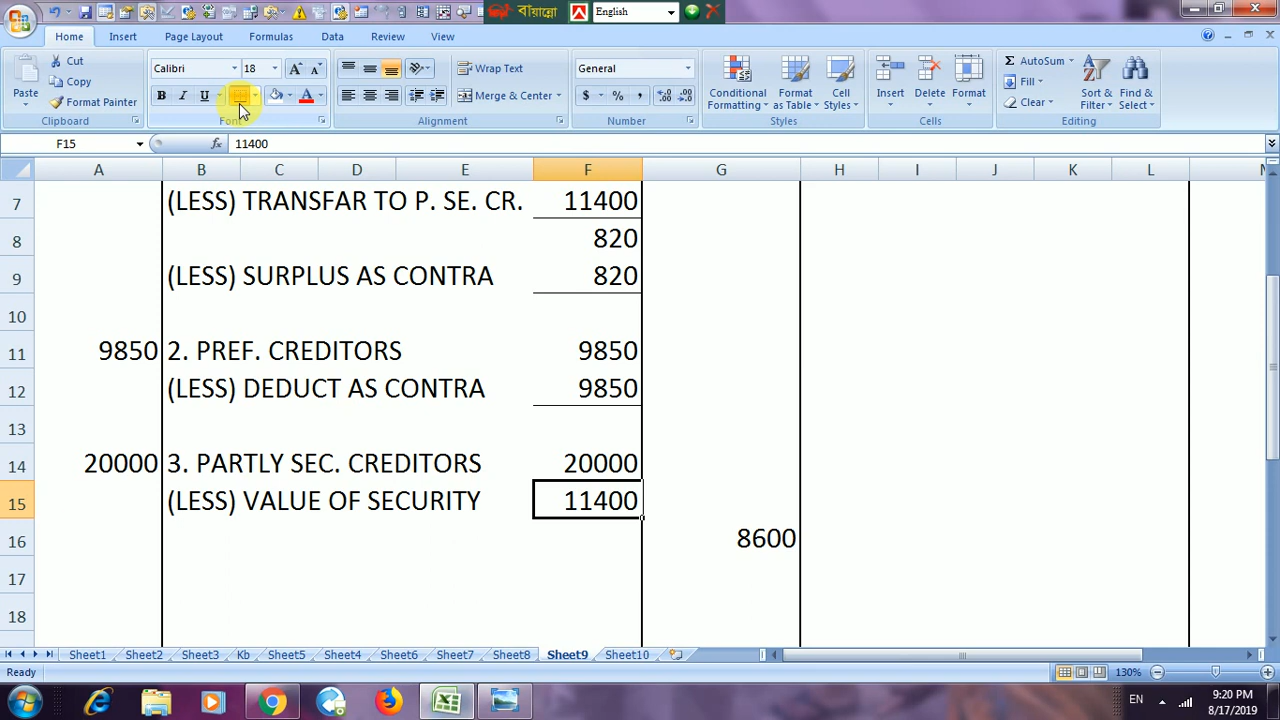 বাঁয়ান্নো English
Home Insert Page Layout Formulas Data Review View
Paste Cut Copy Format Painter Clipboard
Calibri 18 B I U A Font
Wrap Text Merge & Center Alignment
General $ % , Number
Conditional Formatting Format as Table Cell Styles Styles
Insert Delete Format Cells
Σ AutoSum Fill Clear Sort & Filter Find & Select Editing
F15 fx 11400
A B C D E F G H I J K L
7 (LESS) TRANSFAR TO P. SE. CR. 11400
8 820
9 (LESS) SURPLUS AS CONTRA 820
10
11 9850 2. PREF. CREDITORS 9850
12 (LESS) DEDUCT AS CONTRA 9850
13
14 20000 3. PARTLY SEC. CREDITORS 20000
15 (LESS) VALUE OF SECURITY 11400
16 8600
17
18
Sheet1 Sheet2 Sheet3 Kb Sheet5 Sheet4 Sheet6 Sheet7 Sheet8 Sheet9 Sheet10
Ready 130%
EN 9:20 PM
8/17/2019